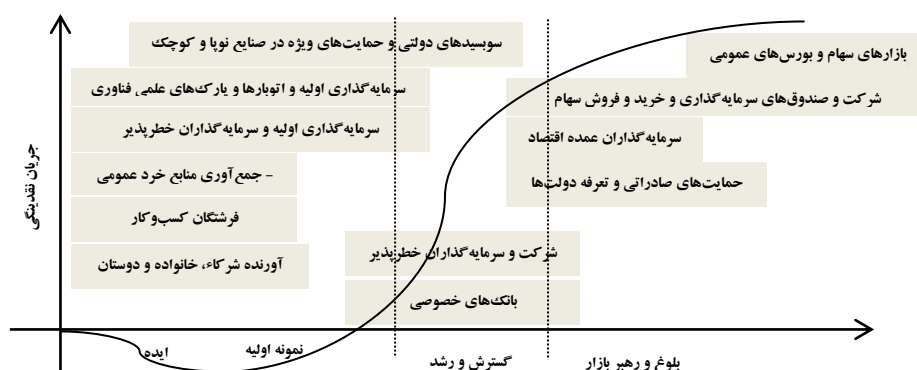 سوبسیدهای دولتی و حمایت‌های ویژه در صنایع نوپا و کوچک
بازارهای سهام و بورس‌های عمومی
سرمایه‌گذاری اولیه و اتوبارها و پارک‌های علمی فناوری
شرکت و صندوق‌های سرمایه‌گذاری و خرید و فروش سهام
سرمایه‌گذاری اولیه و سرمایه‌گذاران خطرپذیر
سرمایه‌گذاران عمده اقتصاد
- جمع‌آوری منابع خرد عمومی
حمایت‌های صادراتی و تعرفه دولت‌ها
جریان نقدینگی
فرشتگان کسب‌وکار
شرکت و سرمایه‌گذاران خطرپذیر
آورنده شرکاء، خانواده و دوستان
بانک‌های خصوصی
ایده
نمونه اولیه
گسترش و رشد
بلوغ و رهبر بازار